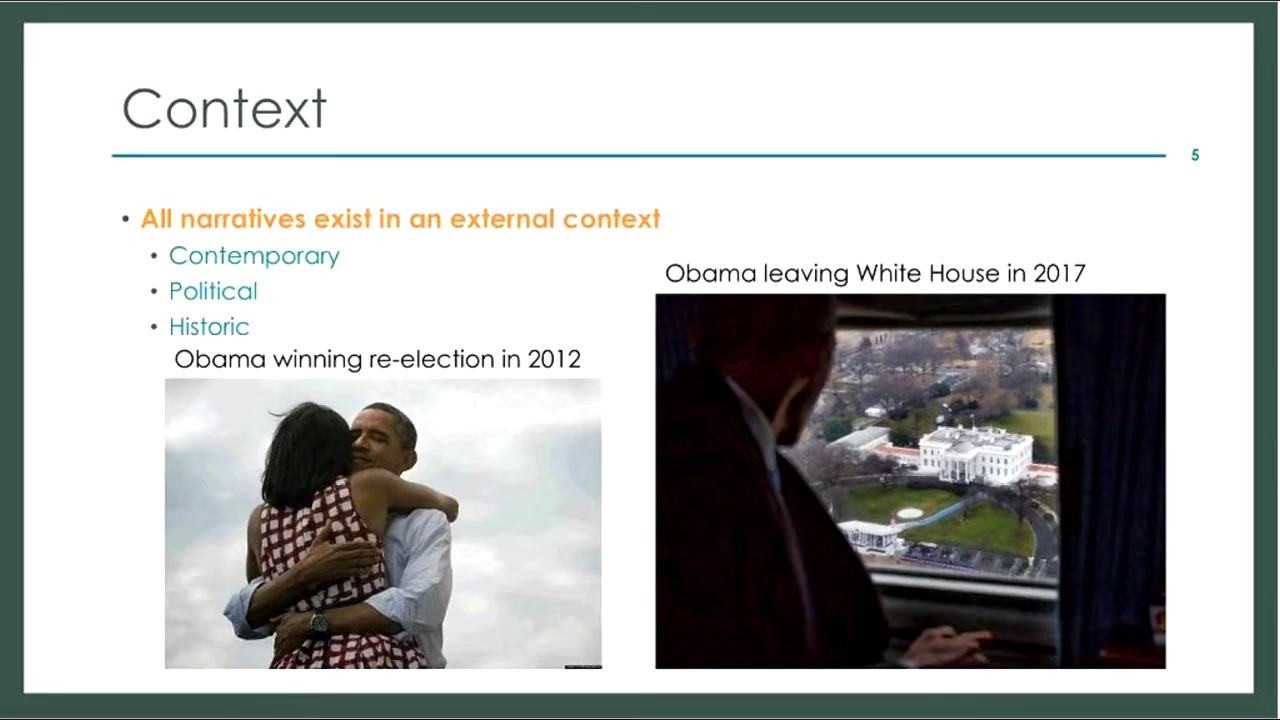 Context
5
• All narratives exist in an external context
• Contemporary
• Political
• Historic
Obama winning re-election in 2012
Obama leaving White House in 2017